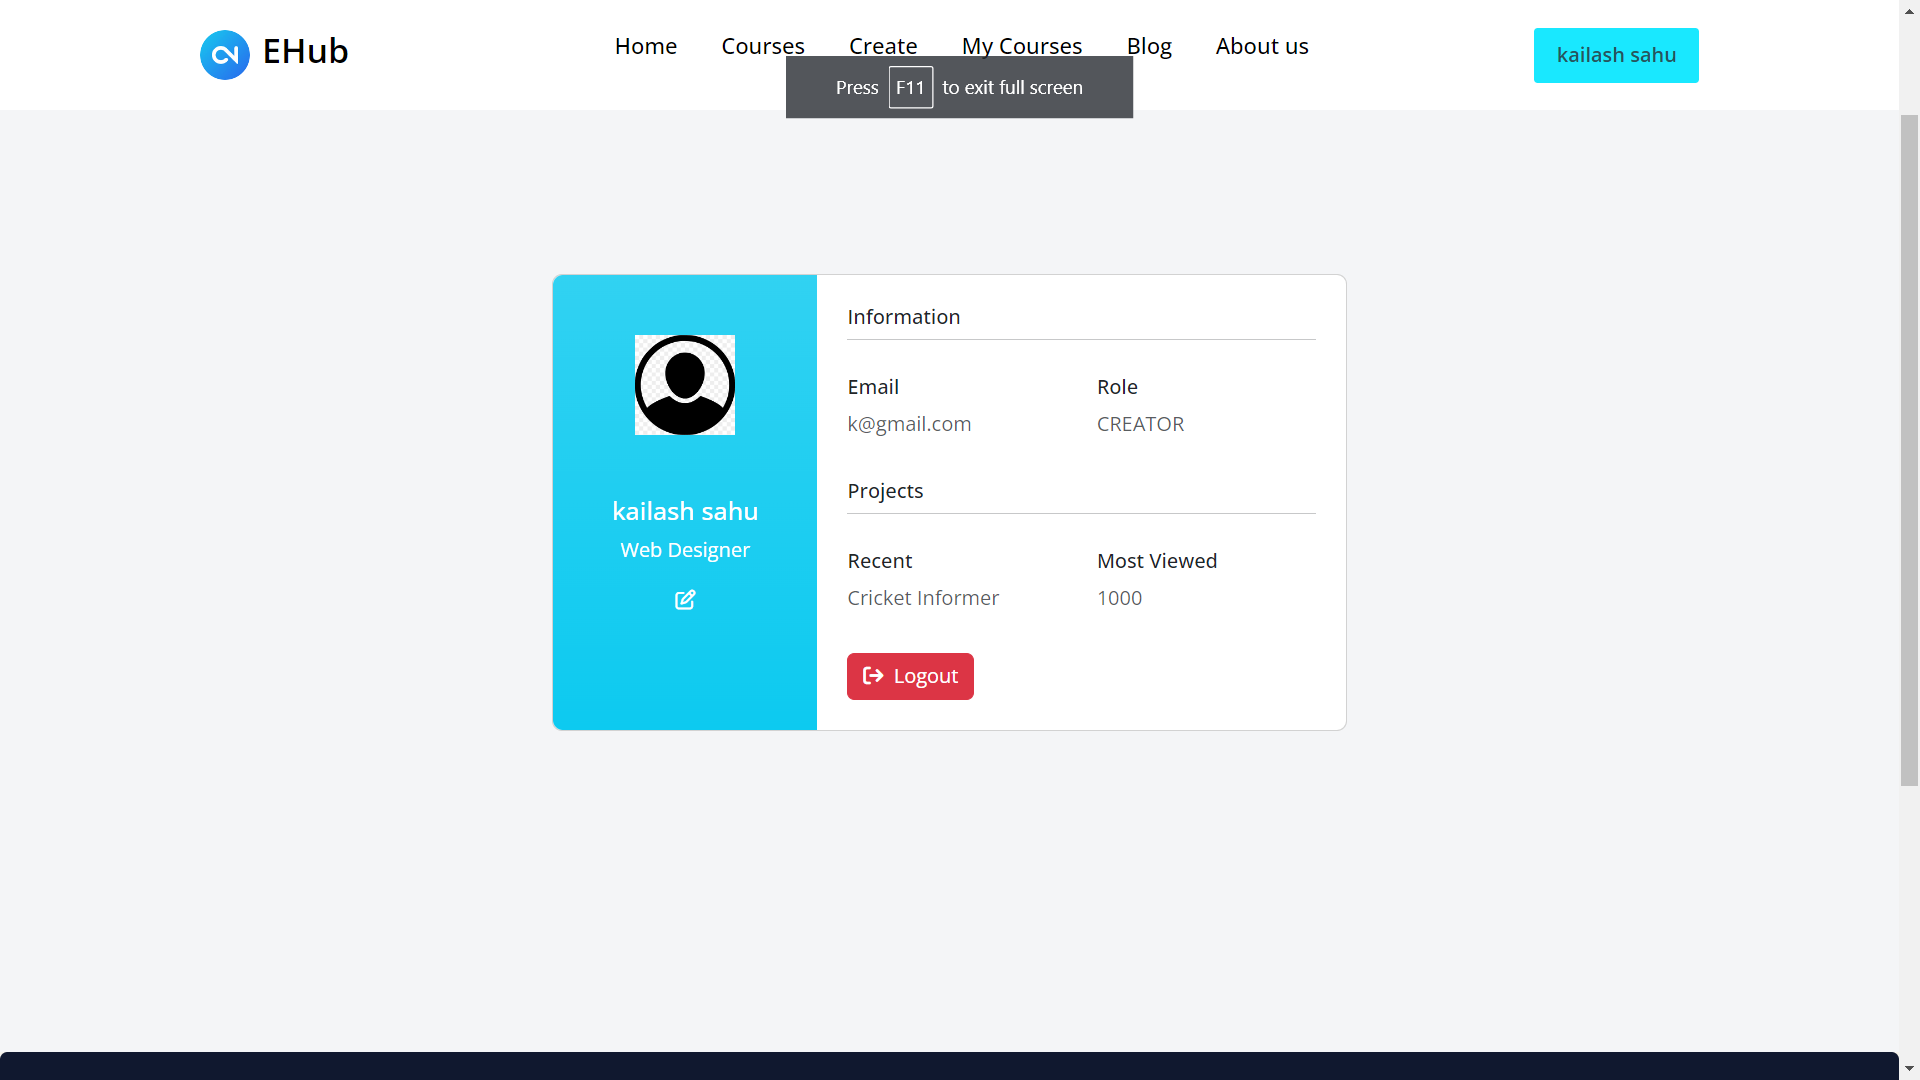 EHub
Home Courses Create My Courses Blog About us
kailash sahu
Press F11 to exit full screen
kailash sahu
Web Designer
Information
Email Role
k@gmail.com CREATOR
Projects
Recent Most Viewed
Cricket Informer 1000
Logout